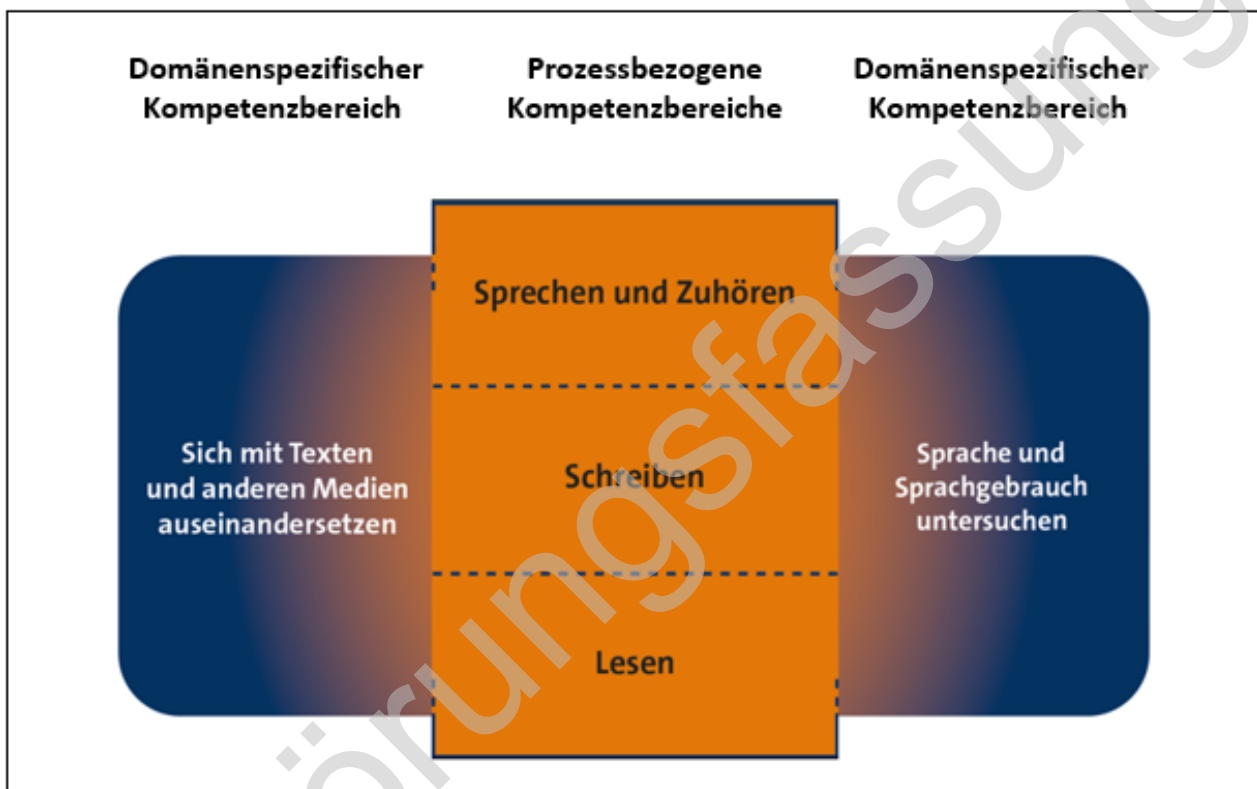 Domänenspezifischer
Kompetenzbereich
Prozessbezogene
Kompetenzbereiche
Domänenspezifischer
Kompetenzbereich
Sprechen und Zuhören
Sich mit Texten
und anderen Medien
auseinandersetzen
Schreiben
Sprache und
Sprachgebrauch
untersuchen
Lesen
örungsfassung